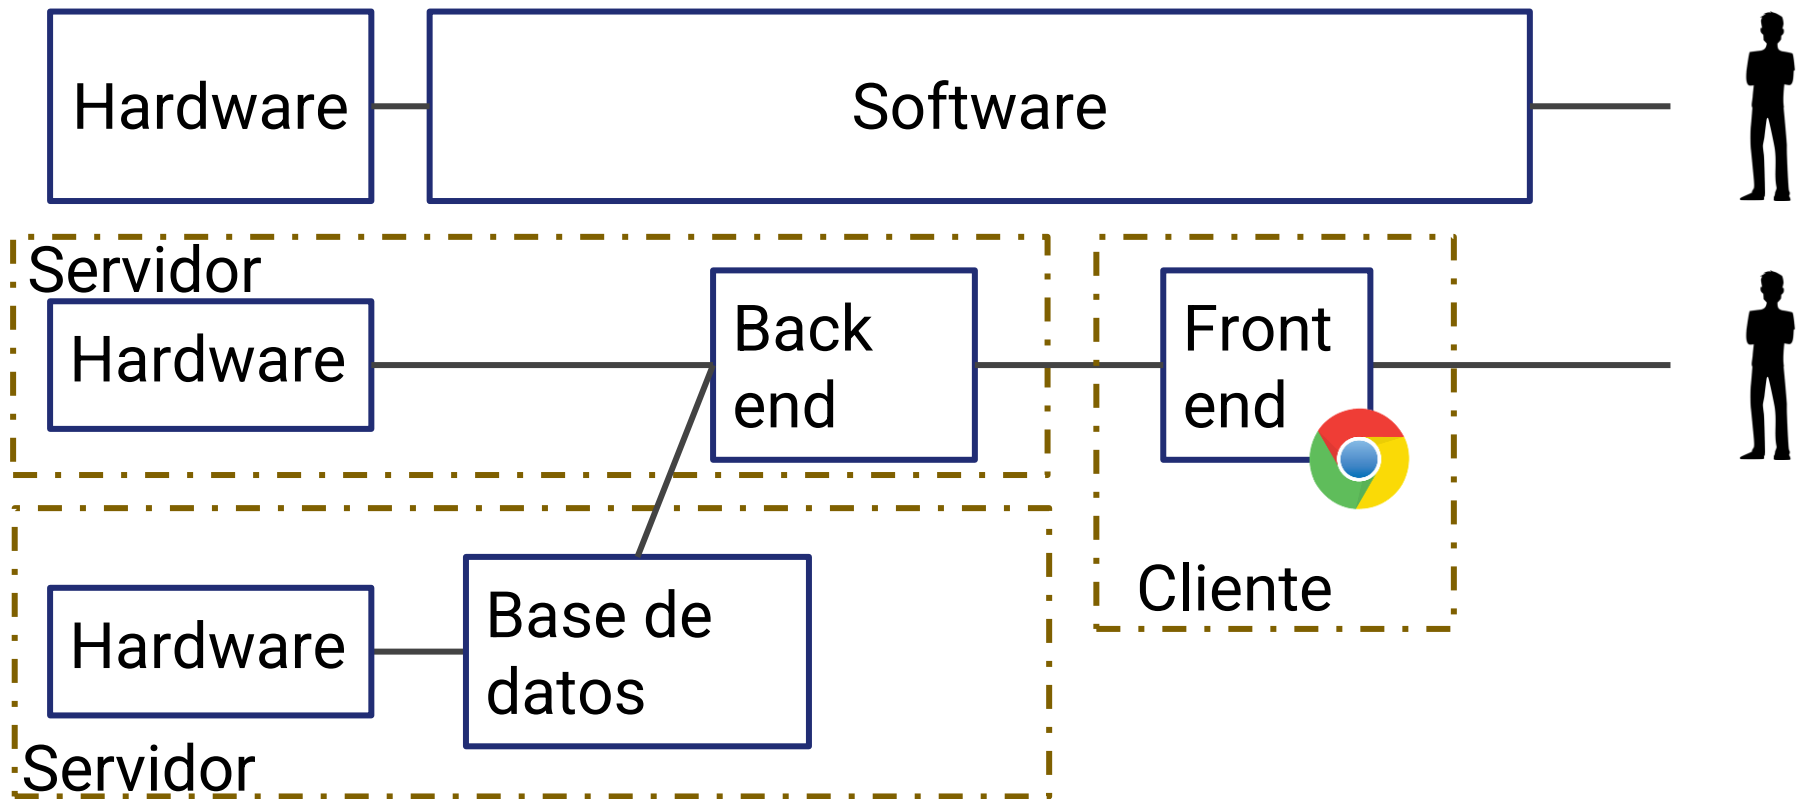 Hardware
Software
Servidor
Hardware
Back
end
Front
end
Cliente
Hardware
Base de
datos
Servidor